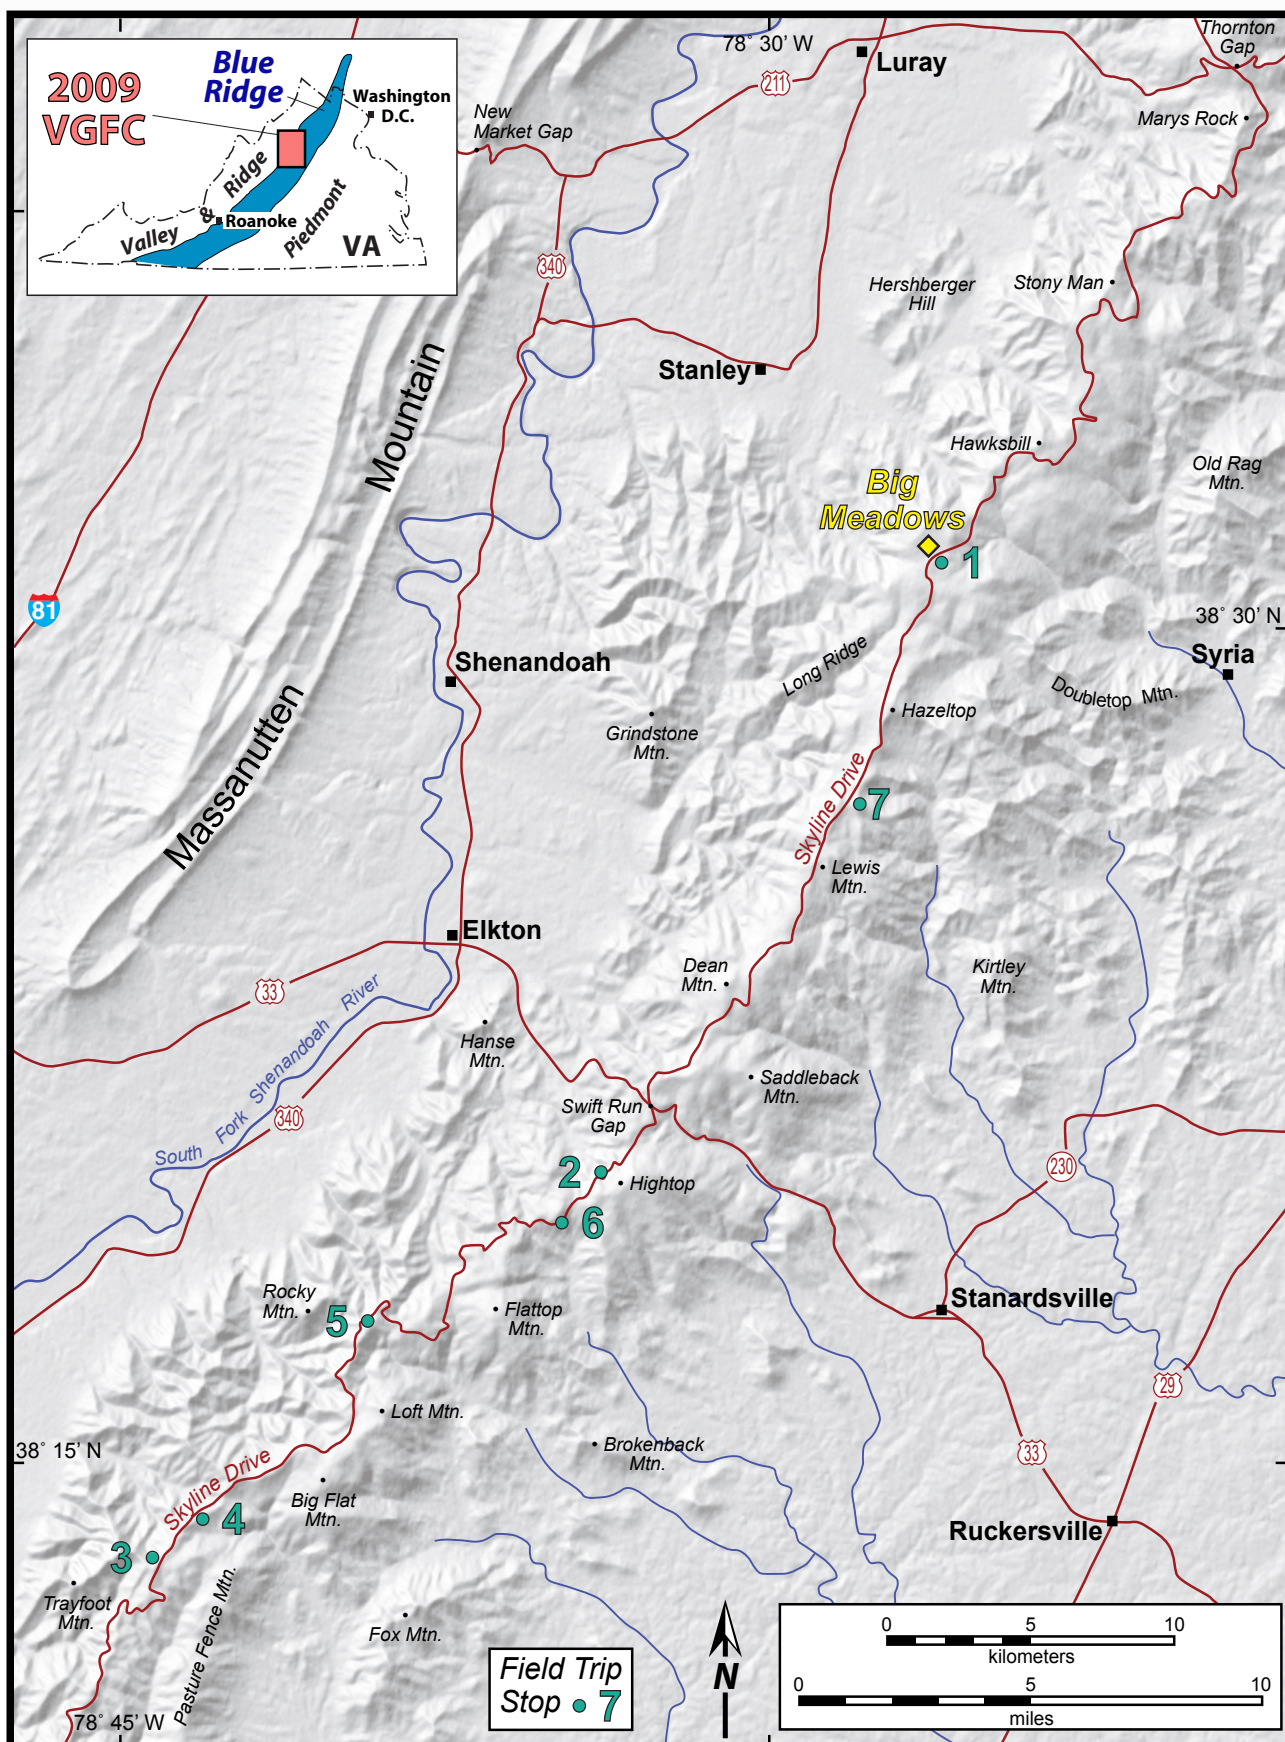 78° 30' W
Thornton
Gap
Luray
211
2009
VGFC
Blue
Ridge
Washington
D.C.
Valley & Ridge
Roanoke
Piedmont
VA
New
Market Gap
Marys Rock
340
Hershberger
Hill
Stony Man
Stanley
Massanutten Mountain
Hawksbill
Old Rag
Mtn.
Big
Meadows
1
81
38° 30' N
Syria
Shenandoah
Long Ridge
Doubletop Mtn.
Hazeltop
Grindstone
Mtn.
Skyline Drive
7
Lewis
Mtn.
Elkton
Dean
Mtn.
Kirtley
Mtn.
33
South Fork Shenandoah River
Hanse
Mtn.
Saddleback
Mtn.
Swift Run
Gap
340
230
2
Hightop
6
Rocky
Mtn.
5
Flattop
Mtn.
Stanardsville
29
Loft Mtn.
38° 15' N
Brokenback
Mtn.
33
Skyline Drive
Big Flat
Mtn.
4
Ruckersville
3
Trayfoot
Mtn.
Pasture Fence Mtn.
Fox Mtn.
78° 45' W
Field Trip
Stop 7
N
0 5 10
kilometers
0 5 10
miles